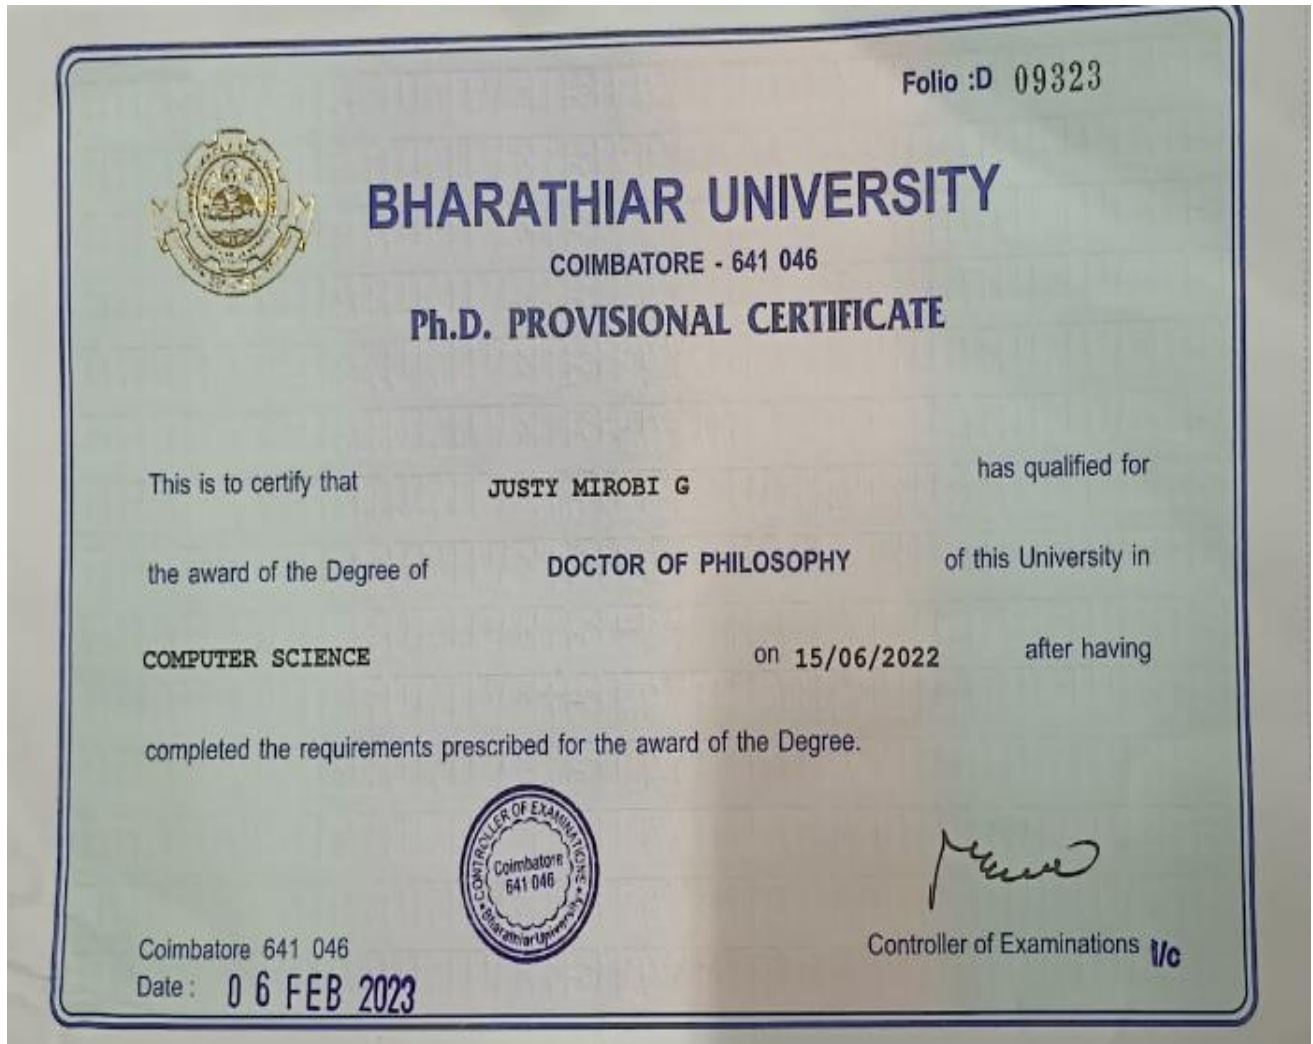 Folio :D 09323
BHARATHIAR UNIVERSITY
COIMBATORE - 641 046
Ph.D. PROVISIONAL CERTIFICATE
This is to certify that JUSTY MIROBI G has qualified for
the award of the Degree of DOCTOR OF PHILOSOPHY of this University in
COMPUTER SCIENCE on 15/06/2022 after having
completed the requirements prescribed for the award of the Degree.
CONTROLLER OF EXAMINATIONS
Coimbatore
641 046
Bharathiar University
Coimbatore 641 046
Controller of Examinations i/c
Date : 06 FEB 2023